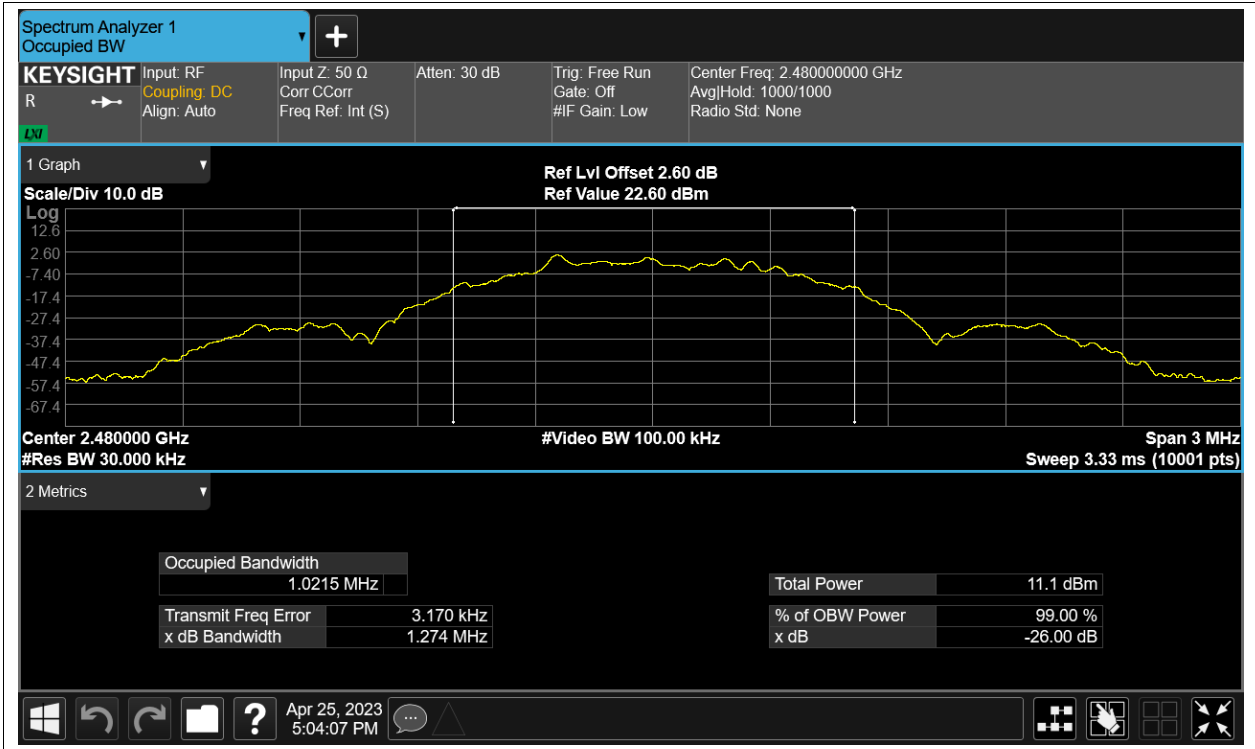 Spectrum Analyzer 1
Occupied BW
KEYSIGHT
R
LXI
Input: RF
Coupling: DC
Align: Auto
Input Z: 50 Ω
Corr CCorr
Freq Ref: Int (S)
Atten: 30 dB
Trig: Free Run
Gate: Off
#IF Gain: Low
Center Freq: 2.480000000 GHz
Avg|Hold: 1000/1000
Radio Std: None
1 Graph
Scale/Div 10.0 dB
Ref Lvl Offset 2.60 dB
Ref Value 22.60 dBm
Log
12.6
2.60
-7.40
-17.4
-27.4
-37.4
-47.4
-57.4
-67.4
Center 2.480000 GHz
#Video BW 100.00 kHz
Span 3 MHz
#Res BW 30.000 kHz
Sweep 3.33 ms (10001 pts)
2 Metrics
Occupied Bandwidth
1.0215 MHz
Transmit Freq Error 3.170 kHz
x dB Bandwidth 1.274 MHz
Total Power 11.1 dBm
% of OBW Power 99.00 %
x dB -26.00 dB
?
Apr 25, 2023
5:04:07 PM